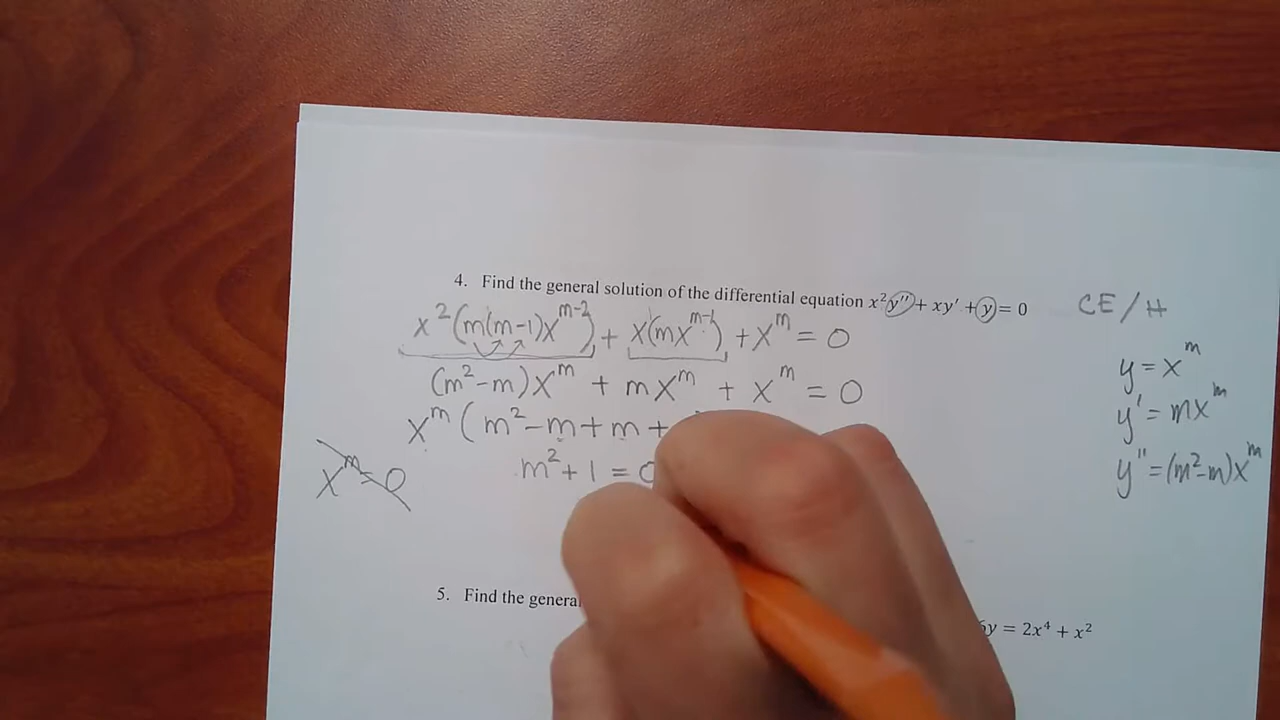 4. Find the general solution of the differential equation x²y'' + xy' + y = 0
CE/H
x²(m(m-1)x^(m-2)) + x(mx^(m-1)) + x^m = 0
(m²-m)x^m + mx^m + x^m = 0
x^m (m²-m+m+
m²+1 = 0
x^m = 0
y = x^m
y' = mx^m
y'' = (m²-m)x^m
5. Find the general
y = 2x⁴ + x²